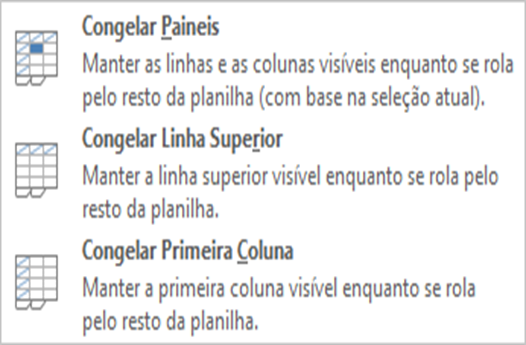 Congelar Paineis
Manter as linhas e as colunas visíveis enquanto se rola
pelo resto da planilha (com base na seleção atual).
Congelar Linha Superior
Manter a linha superior visível enquanto se rola pelo
resto da planilha.
Congelar Primeira Coluna
Manter a primeira coluna visível enquanto se rola
pelo resto da planilha.